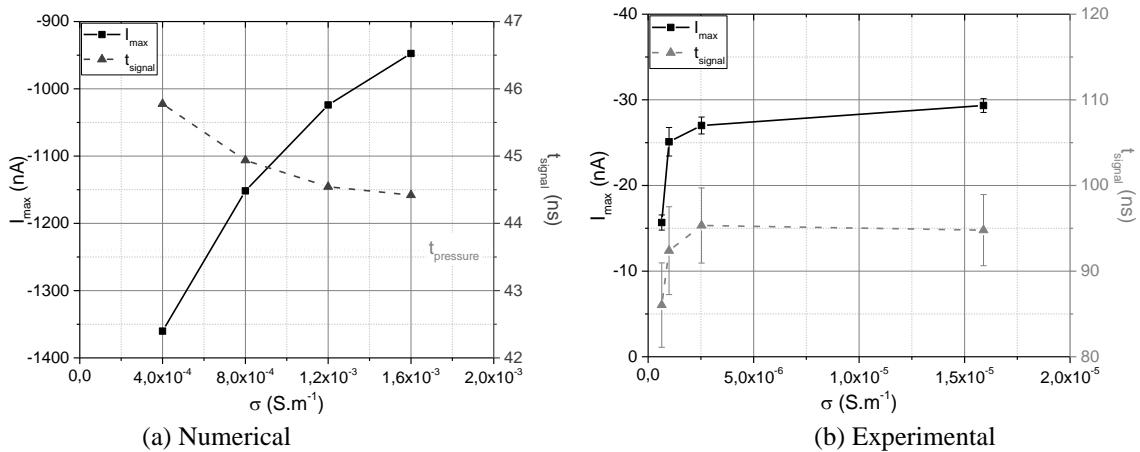 -900
-1000
-1100
-1200
-1300
-1400
I_max (nA)
I_max
t_signal
47
46
45
44
43
42
t_signal (ns)
t_pressure
0,0
4,0x10⁻⁴
8,0x10⁻⁴
1,2x10⁻³
1,6x10⁻³
2,0x10⁻³
σ (S.m⁻¹)
(a) Numerical
-40
-30
-20
-10
0
I_max (nA)
I_max
t_signal
120
110
100
90
80
t_signal (ns)
0,0
5,0x10⁻⁶
1,0x10⁻⁵
1,5x10⁻⁵
2,0x10⁻⁵
σ (S.m⁻¹)
(b) Experimental